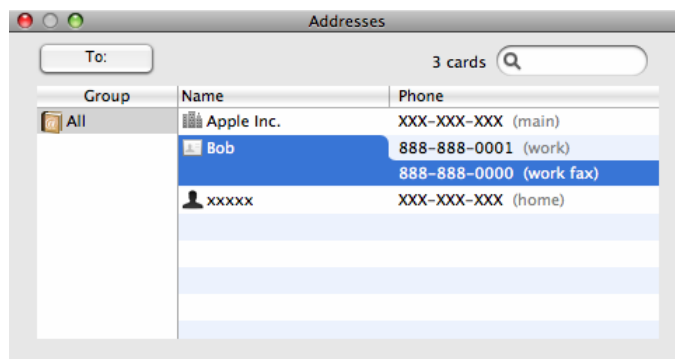 Addresses
To:
3 cards
Group Name Phone
All Apple Inc. XXX-XXX-XXX (main)
Bob 888-888-0001 (work)
888-888-0000 (work fax)
xxxxx XXX-XXX-XXX (home)